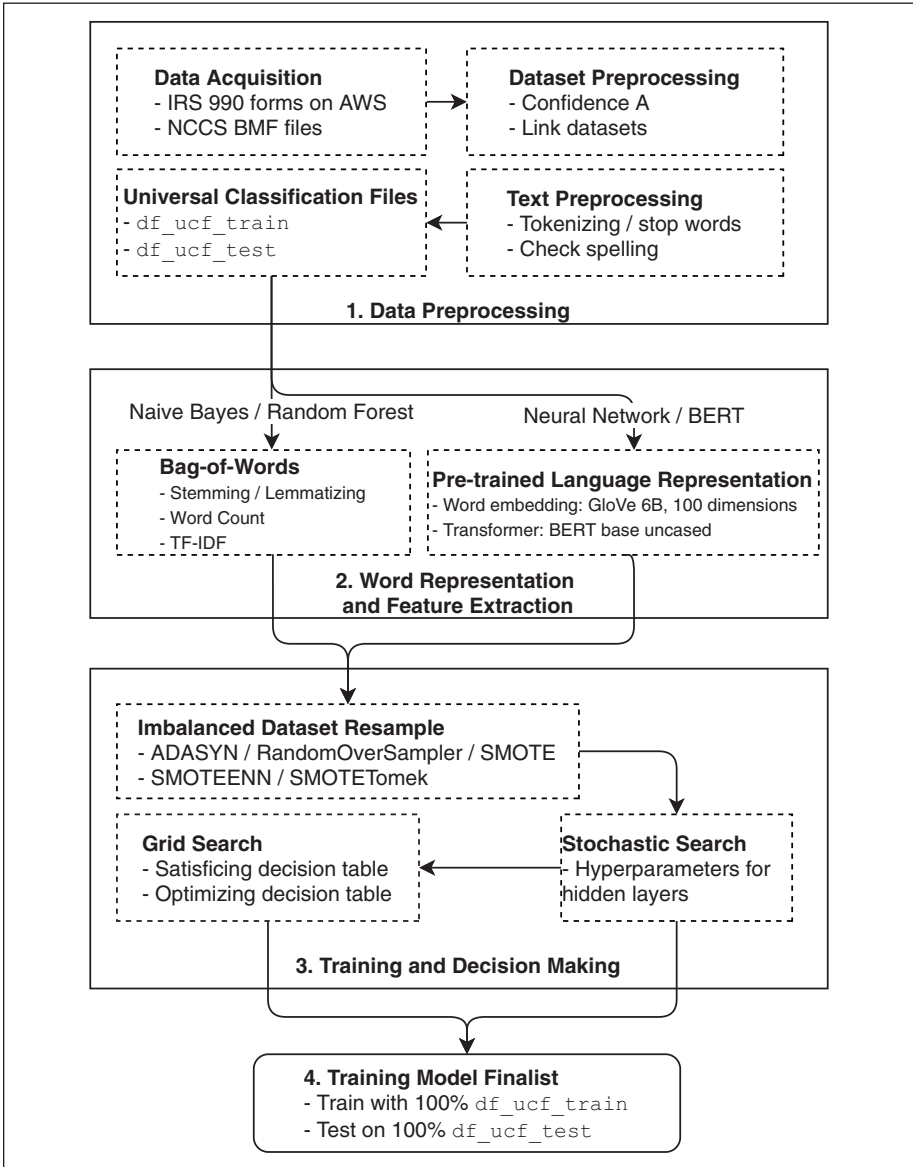 Data Acquisition
- IRS 990 forms on AWS
- NCCS BMF files
Dataset Preprocessing
- Confidence A
- Link datasets
Universal Classification Files
- df_ucf_train
- df_ucf_test
Text Preprocessing
- Tokenizing / stop words
- Check spelling
1. Data Preprocessing
Naive Bayes / Random Forest
Neural Network / BERT
Bag-of-Words
- Stemming / Lemmatizing
- Word Count
- TF-IDF
Pre-trained Language Representation
- Word embedding: GloVe 6B, 100 dimensions
- Transformer: BERT base uncased
2. Word Representation
and Feature Extraction
Imbalanced Dataset Resample
- ADASYN / RandomOverSampler / SMOTE
- SMOTEENN / SMOTETomek
Grid Search
- Satisficing decision table
- Optimizing decision table
Stochastic Search
- Hyperparameters for
hidden layers
3. Training and Decision Making
4. Training Model Finalist
- Train with 100% df_ucf_train
- Test on 100% df_ucf_test